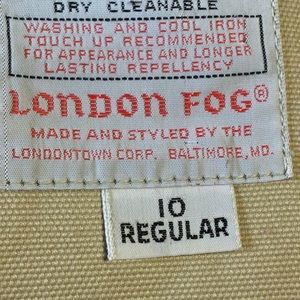 DRY CLEANABLE
WASHING AND COOL IRON
TOUCH UP RECOMMENDED
FOR APPEARANCE AND LONGER
LASTING REPELLENCY
LONDON FOG®
MADE AND STYLED BY THE
LONDONTOWN CORP. BALTIMORE, MD.
10
REGULAR